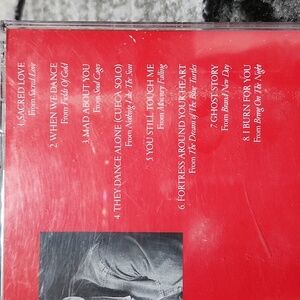 1. SACRED LOVE
From Sacred Love
2. WHEN WE DANCE
From Fields Of Gold
3. MAD ABOUT YOU
From Soul Cages
4. THEY DANCE ALONE (CUECA SOLO)
From Nothing Like The Sun
5 YOU STILL TOUCH ME
From Mercury Falling
6. FORTRESS AROUND YOUR HEART
From The Dream of The Blue Turtles
7. GHOST STORY
From Brand New Day
8. I BURN FOR YOU
From Bring On The Night